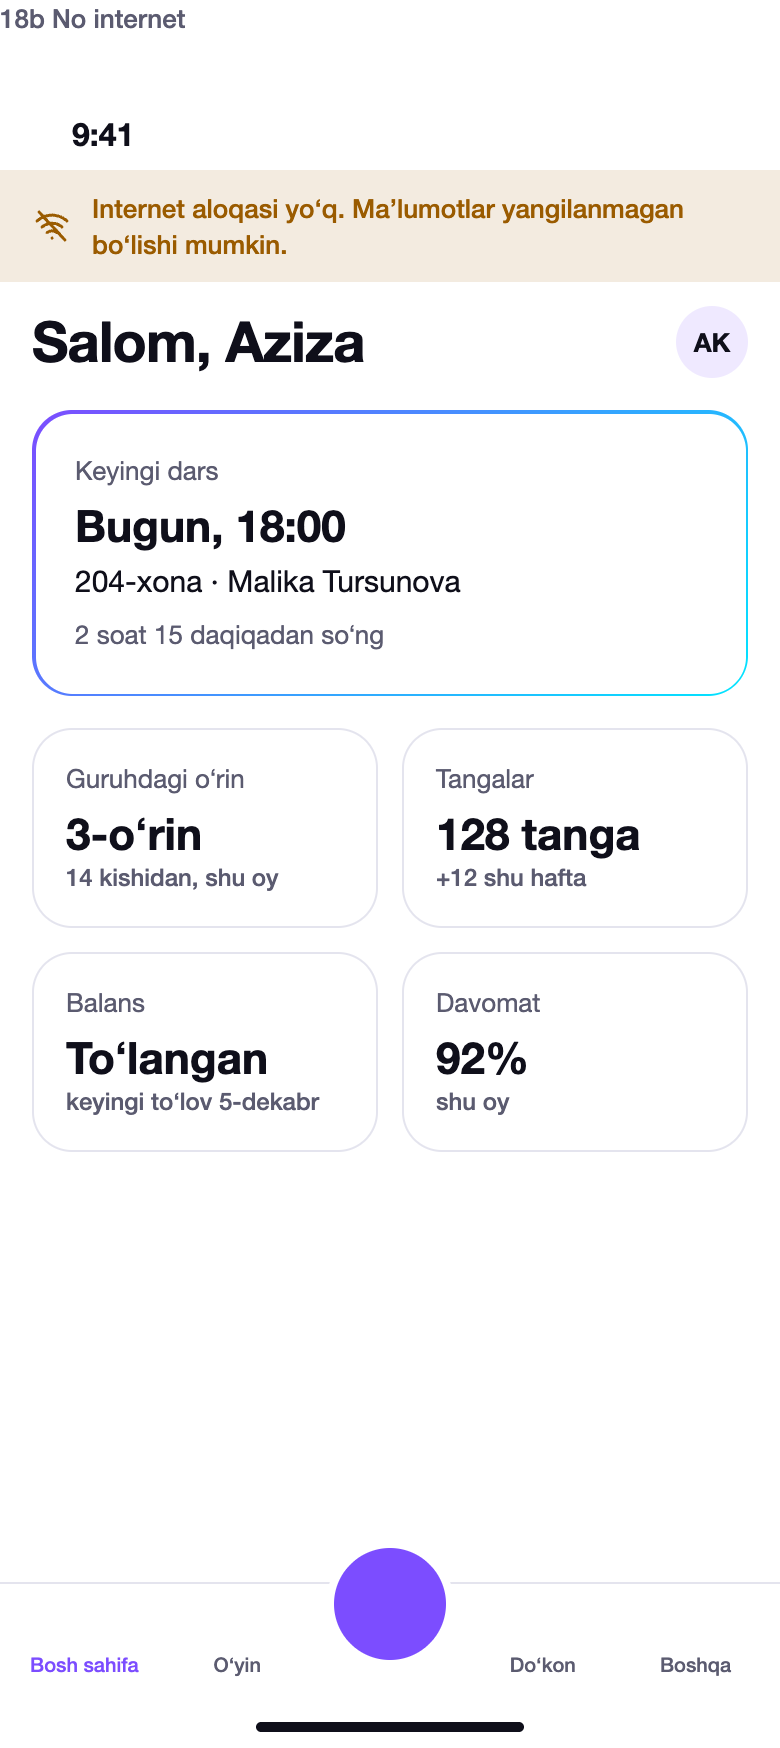 18b No internet
9:41
Internet aloqasi yo‘q. Ma’lumotlar yangilanmagan
bo‘lishi mumkin.
Salom, Aziza
AK
Keyingi dars
Bugun, 18:00
204-xona · Malika Tursunova
2 soat 15 daqiqadan so‘ng
Guruhdagi o‘rin
3-o‘rin
14 kishidan, shu oy
Tangalar
128 tanga
+12 shu hafta
Balans
To‘langan
keyingi to‘lov 5-dekabr
Davomat
92%
shu oy
Bosh sahifa
O‘yin
Do‘kon
Boshqa